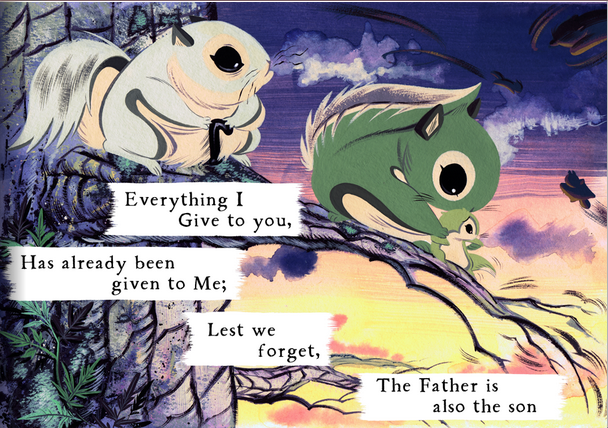 Everything I
Give to you,
Has already been
given to Me;
Lest we
forget,
The Father is
also the son